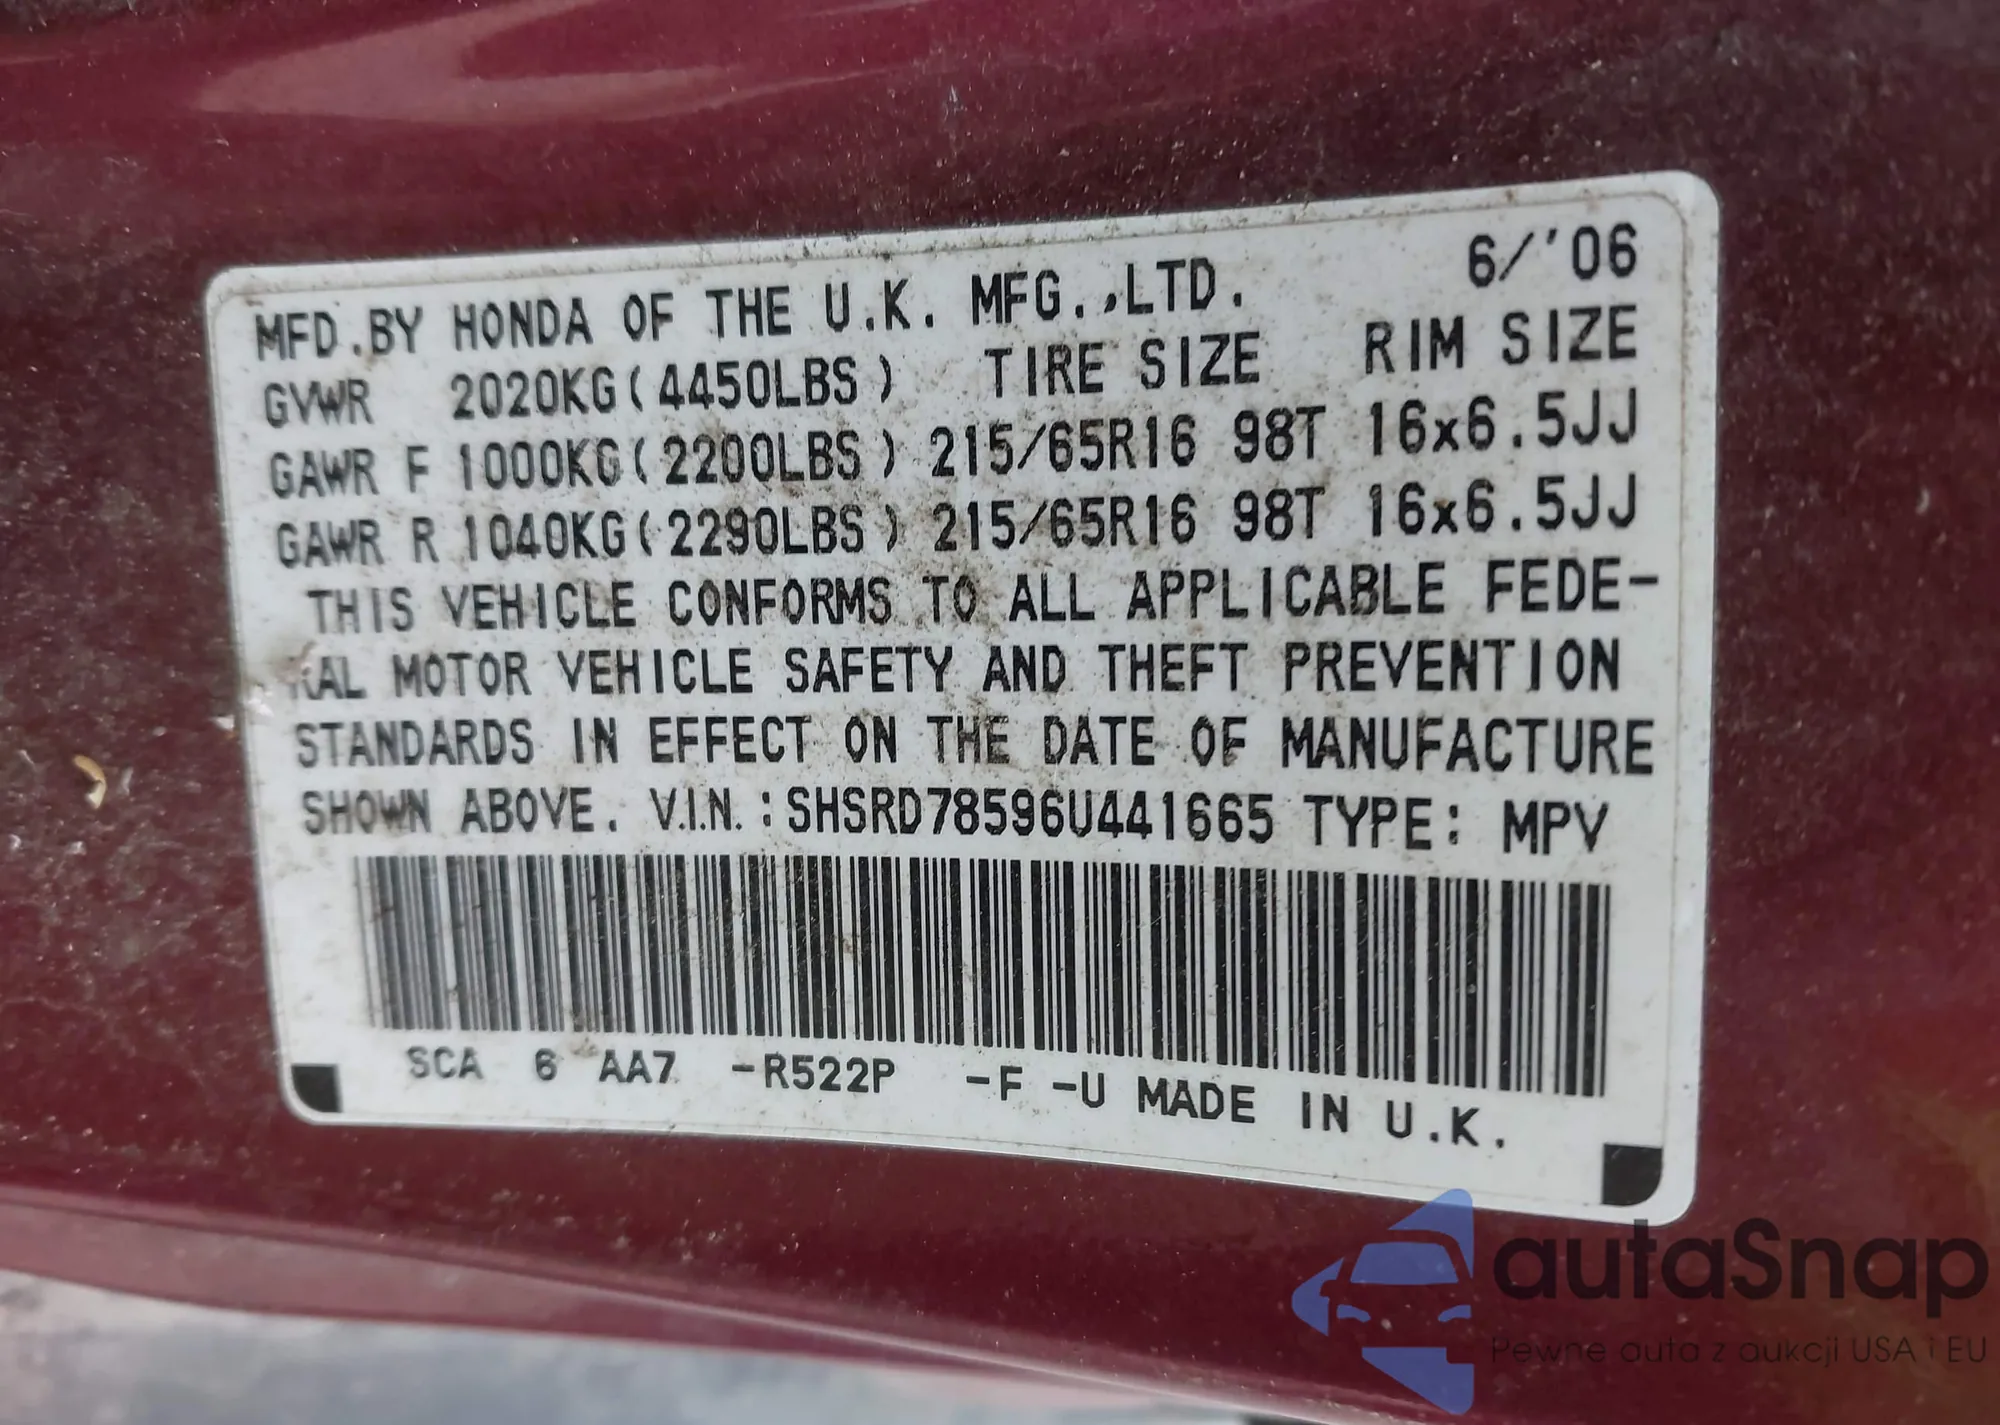 6/'06
MFD.BY HONDA OF THE U.K. MFG.,LTD.
GVWR 2020KG(4450LBS) TIRE SIZE RIM SIZE
GAWR F 1000KG(2200LBS) 215/65R16 98T 16x6.5JJ
GAWR R 1040KG(2290LBS) 215/65R16 98T 16x6.5JJ
THIS VEHICLE CONFORMS TO ALL APPLICABLE FEDE-
RAL MOTOR VEHICLE SAFETY AND THEFT PREVENTION
STANDARDS IN EFFECT ON THE DATE OF MANUFACTURE
SHOWN ABOVE. V.I.N.:SHSRD78596U441665 TYPE: MPV
SCA 6 AA7 -R522P -F -U MADE IN U.K.
autaSnap
Pewne auta z aukcji USA i EU